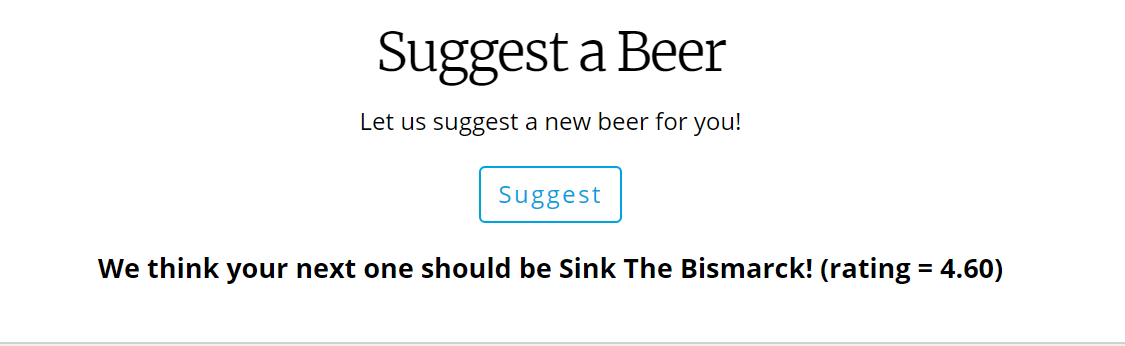 Suggest a Beer
Let us suggest a new beer for you!
Suggest
We think your next one should be Sink The Bismarck! (rating = 4.60)